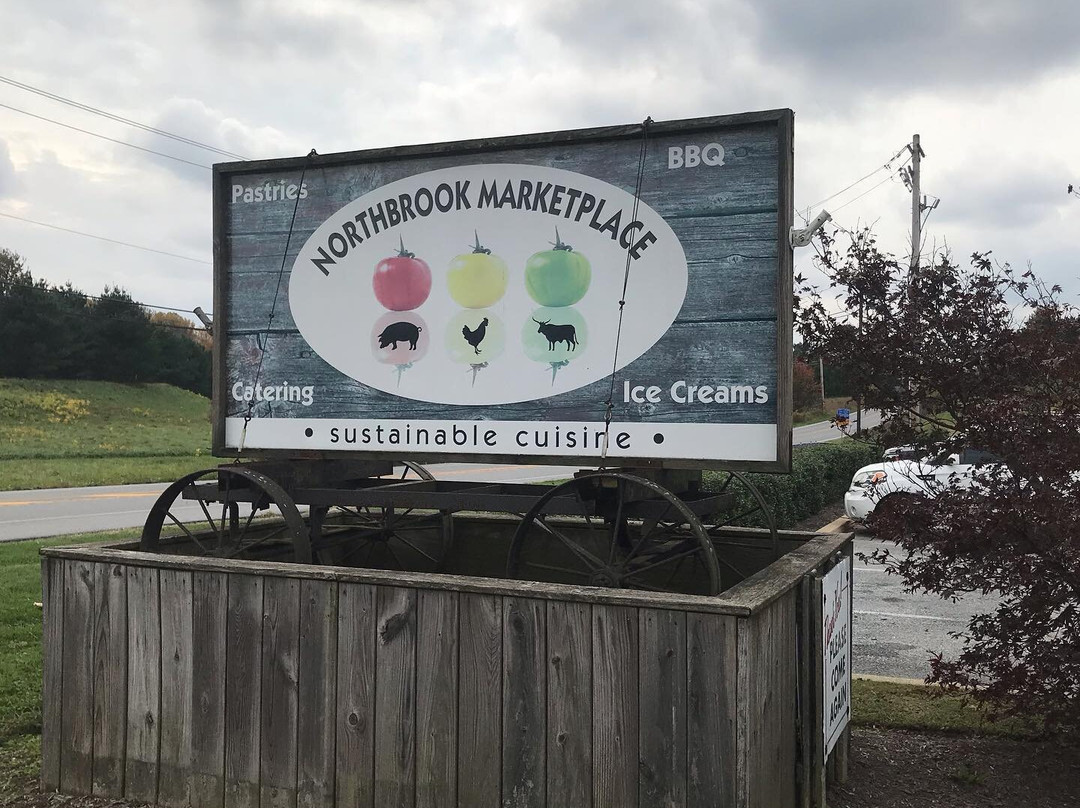 Pastries
BBQ
NORTHBROOK MARKETPLACE
Catering
Ice Creams
• sustainable cuisine •
PLEASE
COME
AGAIN!